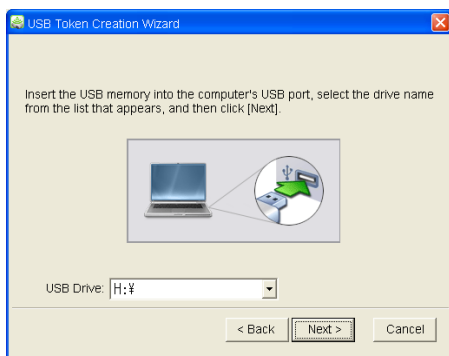 USB Token Creation Wizard
Insert the USB memory into the computer's USB port, select the drive name
from the list that appears, and then click [Next].
USB Drive: H:¥
< Back Next > Cancel